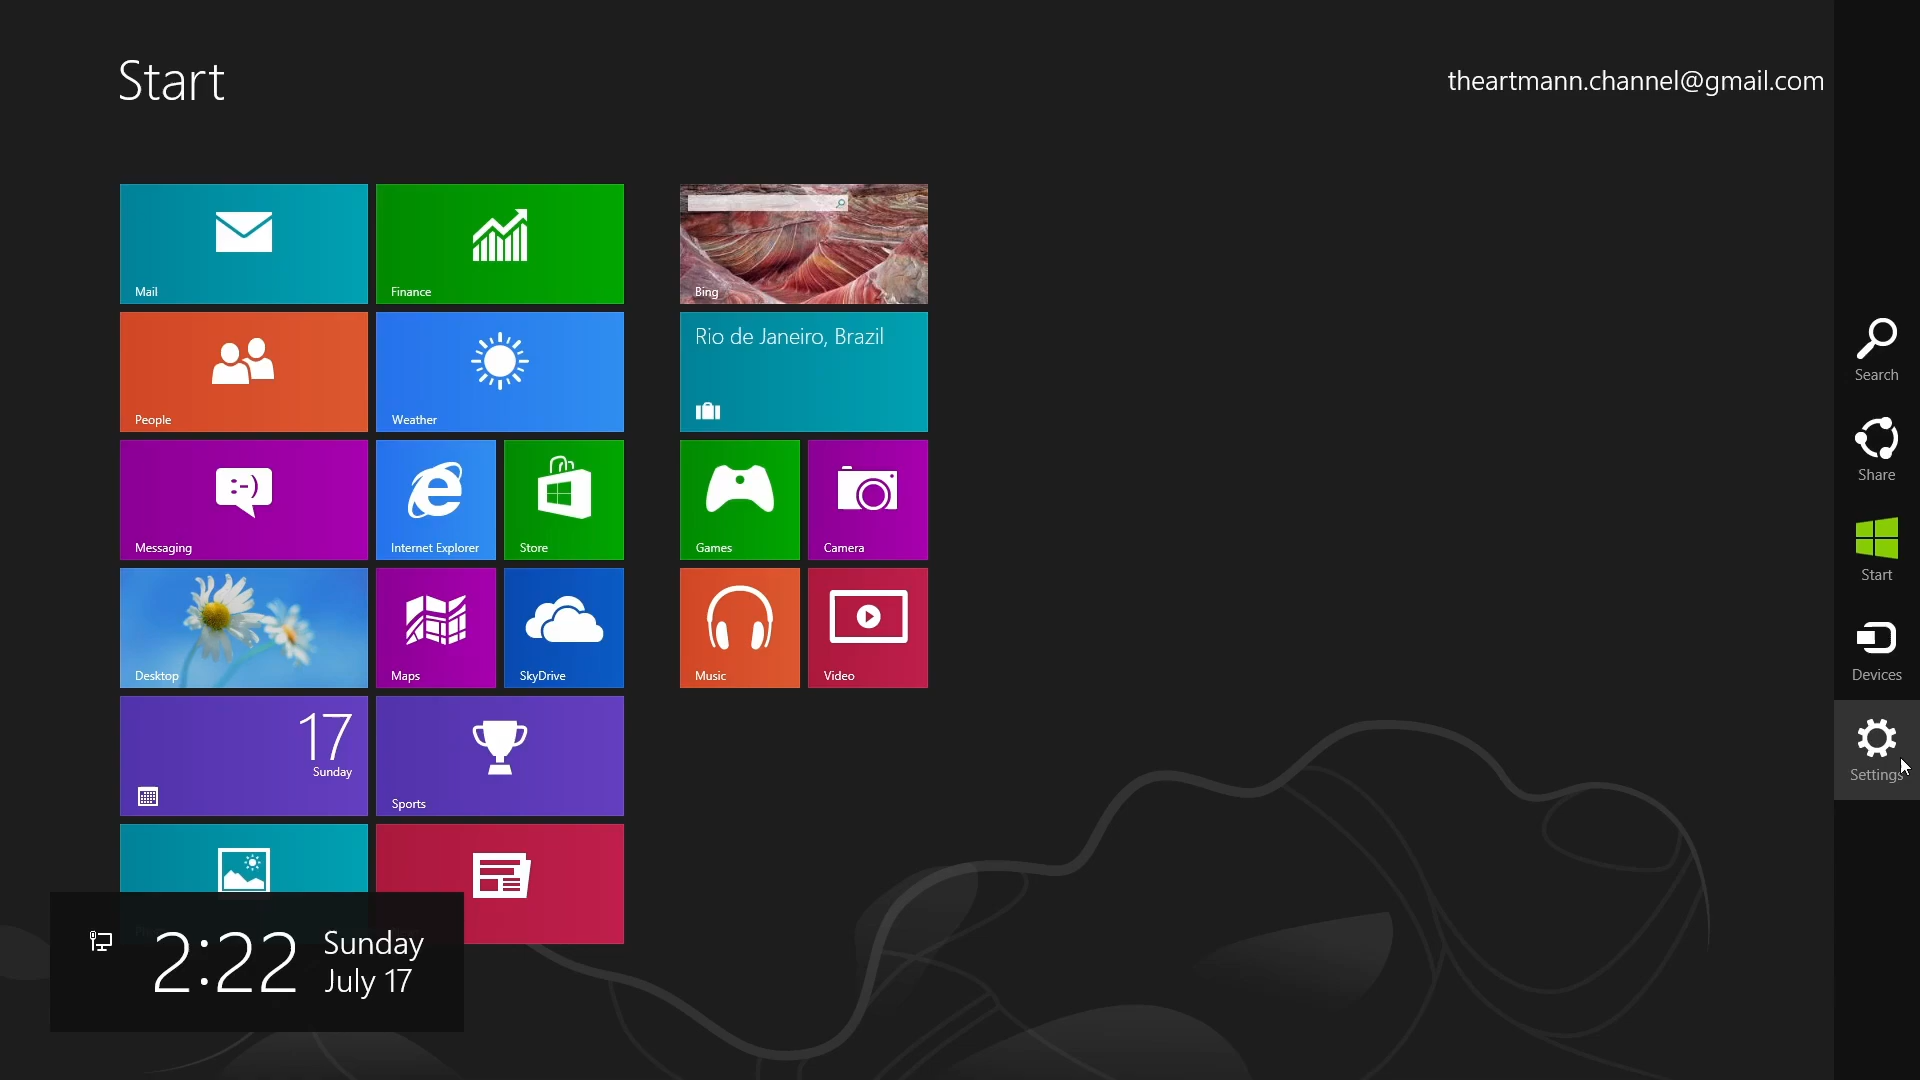 Start
theartmann.channel@gmail.com
Mail
Finance
Bing
People
Weather
Rio de Janeiro, Brazil
Messaging
:-)
Internet Explorer
Store
Games
Camera
Desktop
Maps
SkyDrive
Music
Video
17
Sunday
Sports
2:22
Sunday
July 17
Search
Share
Start
Devices
Settings